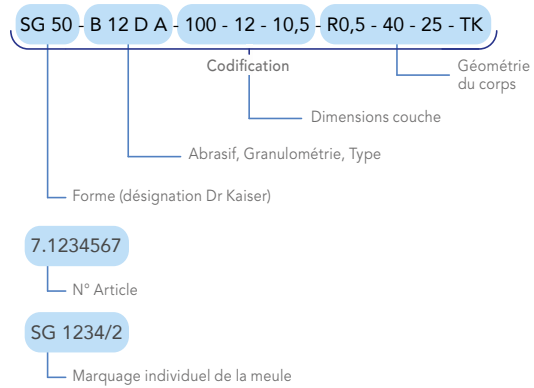 SG 50 - B 12 D A - 100 - 12 - 10,5 - R0,5 - 40 - 25 - TK
Codification
Géométrie
du corps
Dimensions couche
Abrasif, Granulométrie, Type
Forme (désignation Dr Kaiser)
7.1234567
N° Article
SG 1234/2
Marquage individuel de la meule